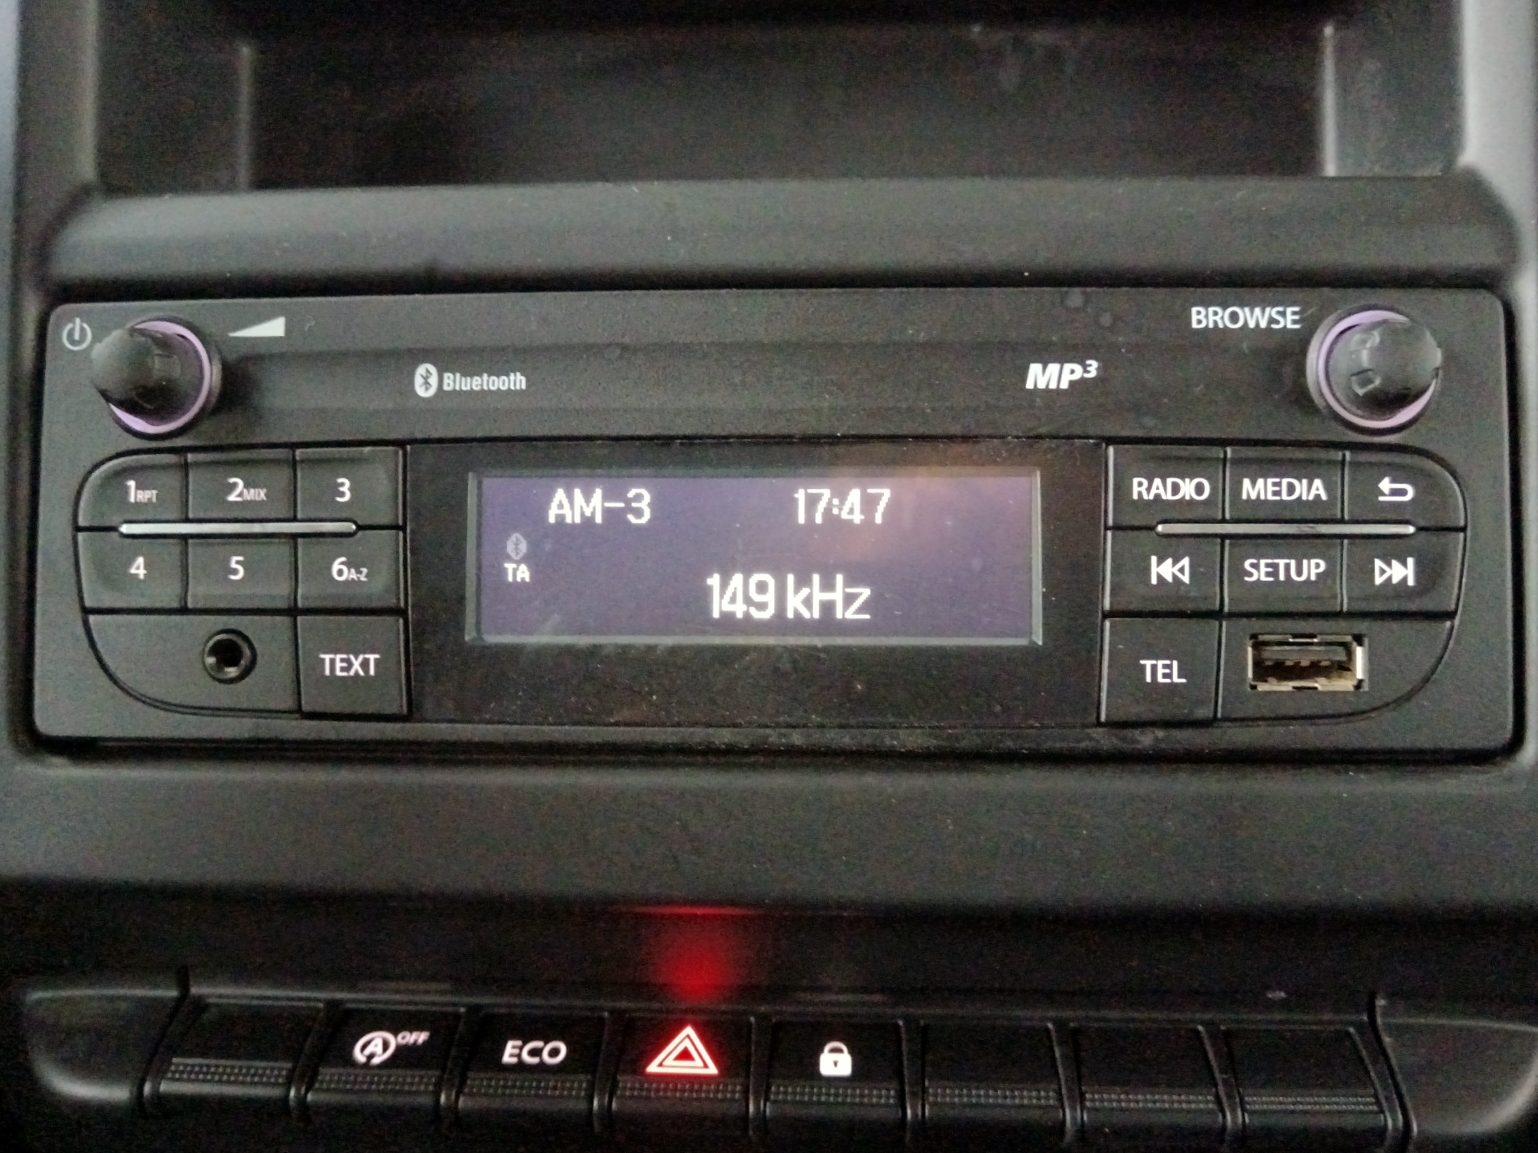 BROWSE
Bluetooth
MP3
1RPT 2MIX 3
AM-3 17:47
RADIO MEDIA
4 5 6A-Z
TA
149 kHz
SETUP
TEXT
TEL
A OFF
ECO